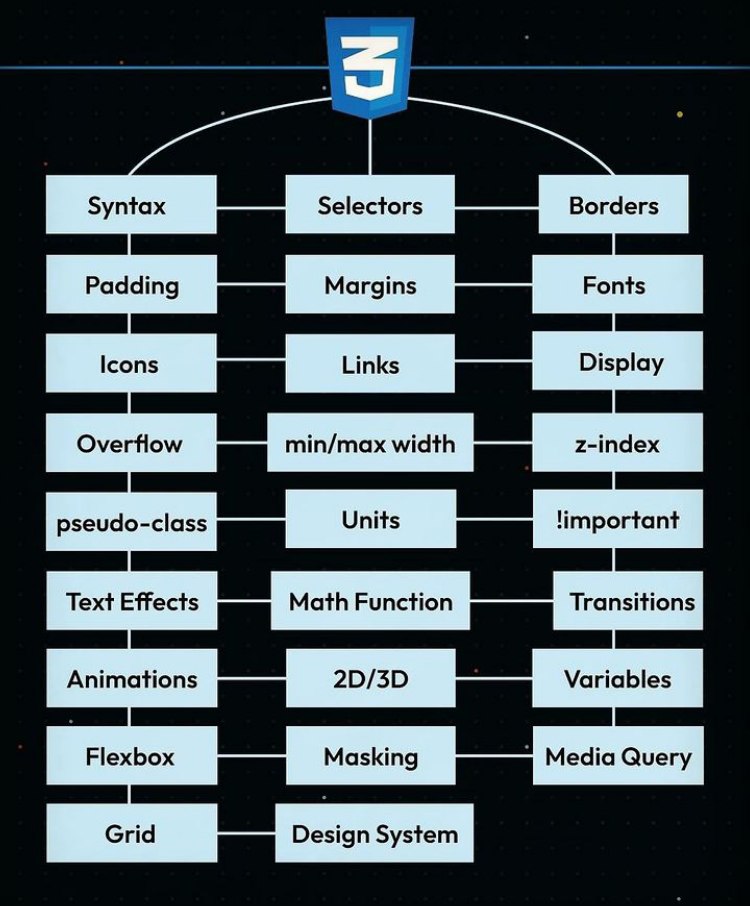 3
Syntax
Selectors
Borders
Padding
Margins
Fonts
Icons
Links
Display
Overflow
min/max width
z-index
pseudo-class
Units
!important
Text Effects
Math Function
Transitions
Animations
2D/3D
Variables
Flexbox
Masking
Media Query
Grid
Design System